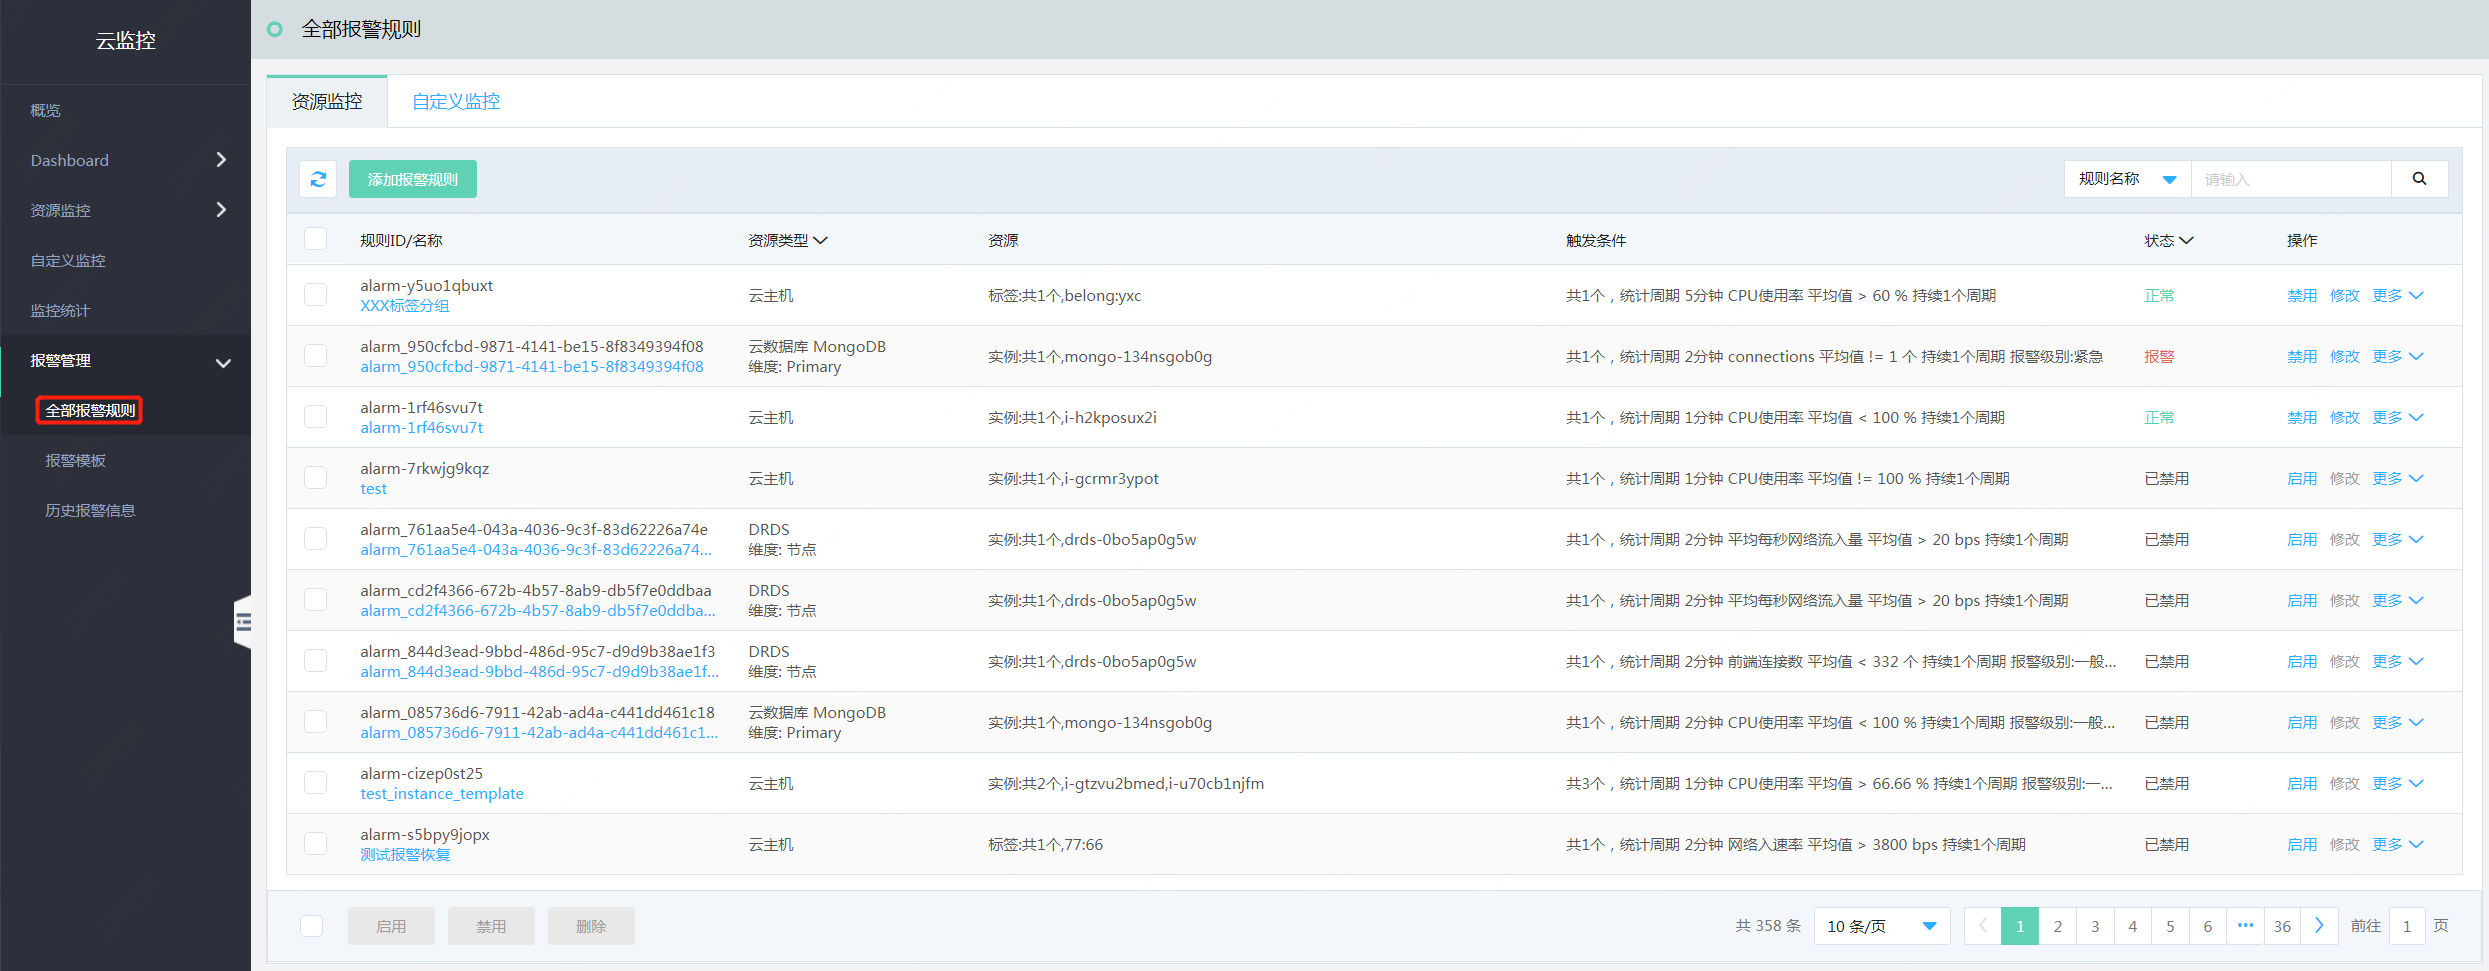 云监控
概览
Dashboard
资源监控
自定义监控
监控统计
报警管理
全部报警规则
报警模板
历史报警信息
全部报警规则
资源监控 自定义监控
添加报警规则 规则名称 请输入
规则ID/名称 资源类型 资源 触发条件 状态 操作
alarm-y5uo1qbuxt
XXX标签分组
云主机 标签:共1个,belong:yxc 共1个，统计周期 5分钟 CPU使用率 平均值 > 60 % 持续1个周期 正常 禁用 修改 更多
alarm_950cfcbd-9871-4141-be15-8f8349394f08
alarm_950cfcbd-9871-4141-be15-8f8349394f08
云数据库 MongoDB
维度: Primary
实例:共1个,mongo-134nsgob0g 共1个，统计周期 2分钟 connections 平均值 != 1 个 持续1个周期 报警级别:紧急 报警 禁用 修改 更多
alarm-1rf46svu7t
alarm-1rf46svu7t
云主机 实例:共1个,i-h2kposux2i 共1个，统计周期 1分钟 CPU使用率 平均值 < 100 % 持续1个周期 正常 禁用 修改 更多
alarm-7rkwjg9kqz
test
云主机 实例:共1个,i-gcrmr3ypot 共1个，统计周期 1分钟 CPU使用率 平均值 != 100 % 持续1个周期 已禁用 启用 修改 更多
alarm_761aa5e4-043a-4036-9c3f-83d62226a74e
alarm_761aa5e4-043a-4036-9c3f-83d62226a74...
DRDS
维度: 节点
实例:共1个,drds-0bo5ap0g5w 共1个，统计周期 2分钟 平均每秒网络流入量 平均值 > 20 bps 持续1个周期 已禁用 启用 修改 更多
alarm_cd2f4366-672b-4b57-8ab9-db5f7e0ddbaa
alarm_cd2f4366-672b-4b57-8ab9-db5f7e0ddba...
DRDS
维度: 节点
实例:共1个,drds-0bo5ap0g5w 共1个，统计周期 2分钟 平均每秒网络流入量 平均值 > 20 bps 持续1个周期 已禁用 启用 修改 更多
alarm_844d3ead-9bbd-486d-95c7-d9d9b38ae1f3
alarm_844d3ead-9bbd-486d-95c7-d9d9b38ae1f...
DRDS
维度: 节点
实例:共1个,drds-0bo5ap0g5w 共1个，统计周期 2分钟 前端连接数 平均值 < 332 个 持续1个周期 报警级别:一般... 已禁用 启用 修改 更多
alarm_085736d6-7911-42ab-ad4a-c441dd461c18
alarm_085736d6-7911-42ab-ad4a-c441dd461c1...
云数据库 MongoDB
维度: Primary
实例:共1个,mongo-134nsgob0g 共1个，统计周期 2分钟 CPU使用率 平均值 < 100 % 持续1个周期 报警级别:一般... 已禁用 启用 修改 更多
alarm-cizep0st25
test_instance_template
云主机 实例:共2个,i-gtzvu2bmed,i-u70cb1njfm 共3个，统计周期 1分钟 CPU使用率 平均值 > 66.66 % 持续1个周期 报警级别:一... 已禁用 启用 修改 更多
alarm-s5bpy9jopx
测试报警恢复
云主机 标签:共1个,77:66 共1个，统计周期 2分钟 网络入速率 平均值 > 3800 bps 持续1个周期 已禁用 启用 修改 更多
启用 禁用 删除 共 358 条 10 条/页 1 2 3 4 5 6 ··· 36 前往 1 页